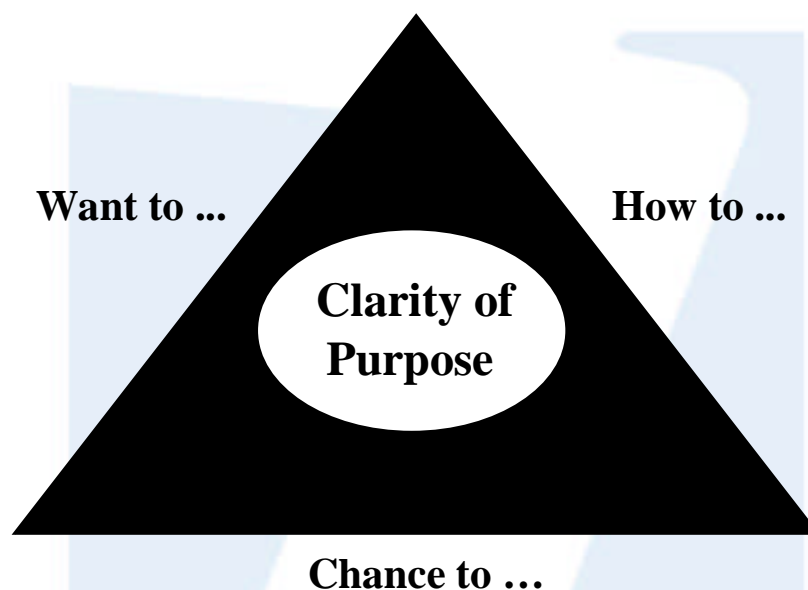 Want to ...
How to ...
Clarity of
Purpose
Chance to …